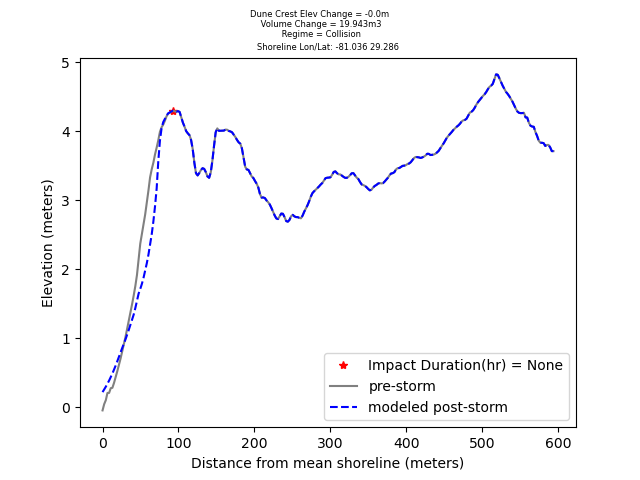 Dune Crest Elev Change = -0.0m
Volume Change = 19.943m3
Regime = Collision
Shoreline Lon/Lat: -81.036 29.286
5
4
3
2
1
0
Elevation (meters)
Impact Duration(hr) = None
pre-storm
modeled post-storm
0 100 200 300 400 500 600
Distance from mean shoreline (meters)